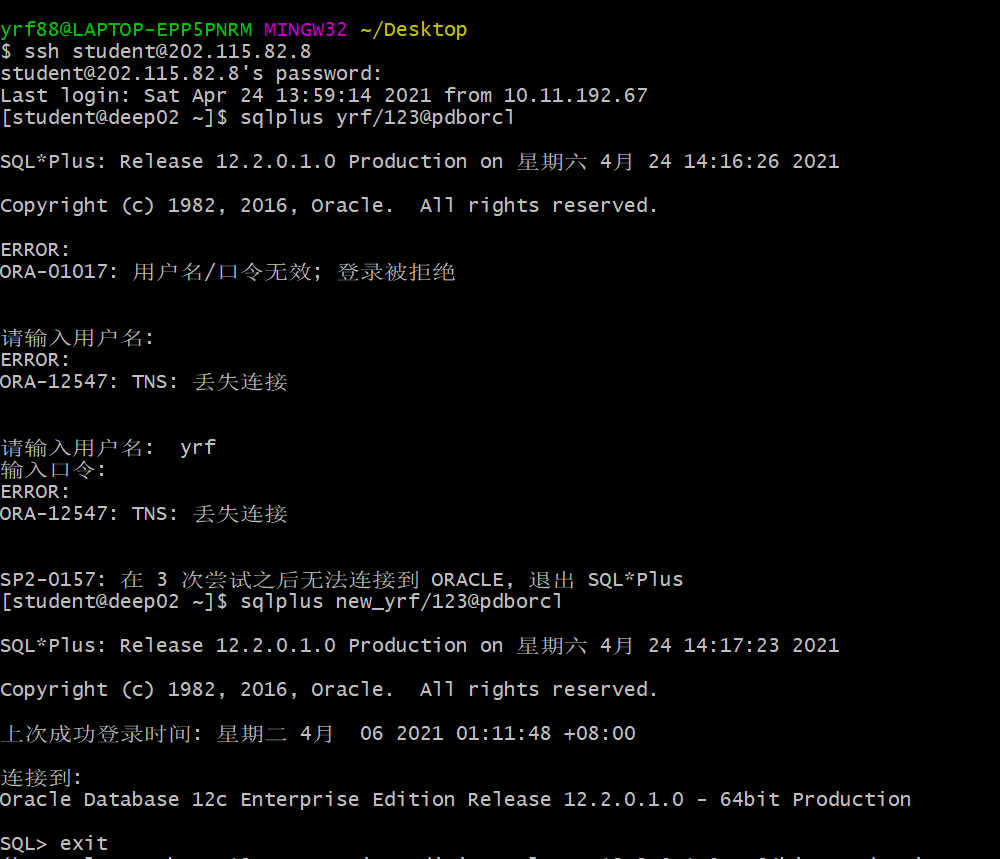 yrf88@LAPTOP-EPP5PNRM MINGW32 ~/Desktop
$ ssh student@202.115.82.8
student@202.115.82.8's password:
Last login: Sat Apr 24 13:59:14 2021 from 10.11.192.67
[student@deep02 ~]$ sqlplus yrf/123@pdborcl
SQL*Plus: Release 12.2.0.1.0 Production on 星期六 4月 24 14:16:26 2021
Copyright (c) 1982, 2016, Oracle.  All rights reserved.
ERROR:
ORA-01017: 用户名/口令无效; 登录被拒绝
请输入用户名:
ERROR:
ORA-12547: TNS: 丢失连接
请输入用户名:  yrf
输入口令:
ERROR:
ORA-12547: TNS: 丢失连接
SP2-0157: 在 3 次尝试之后无法连接到 ORACLE, 退出 SQL*Plus
[student@deep02 ~]$ sqlplus new_yrf/123@pdborcl
SQL*Plus: Release 12.2.0.1.0 Production on 星期六 4月 24 14:17:23 2021
Copyright (c) 1982, 2016, Oracle.  All rights reserved.
上次成功登录时间: 星期二 4月  06 2021 01:11:48 +08:00
连接到:
Oracle Database 12c Enterprise Edition Release 12.2.0.1.0 - 64bit Production
SQL> exit